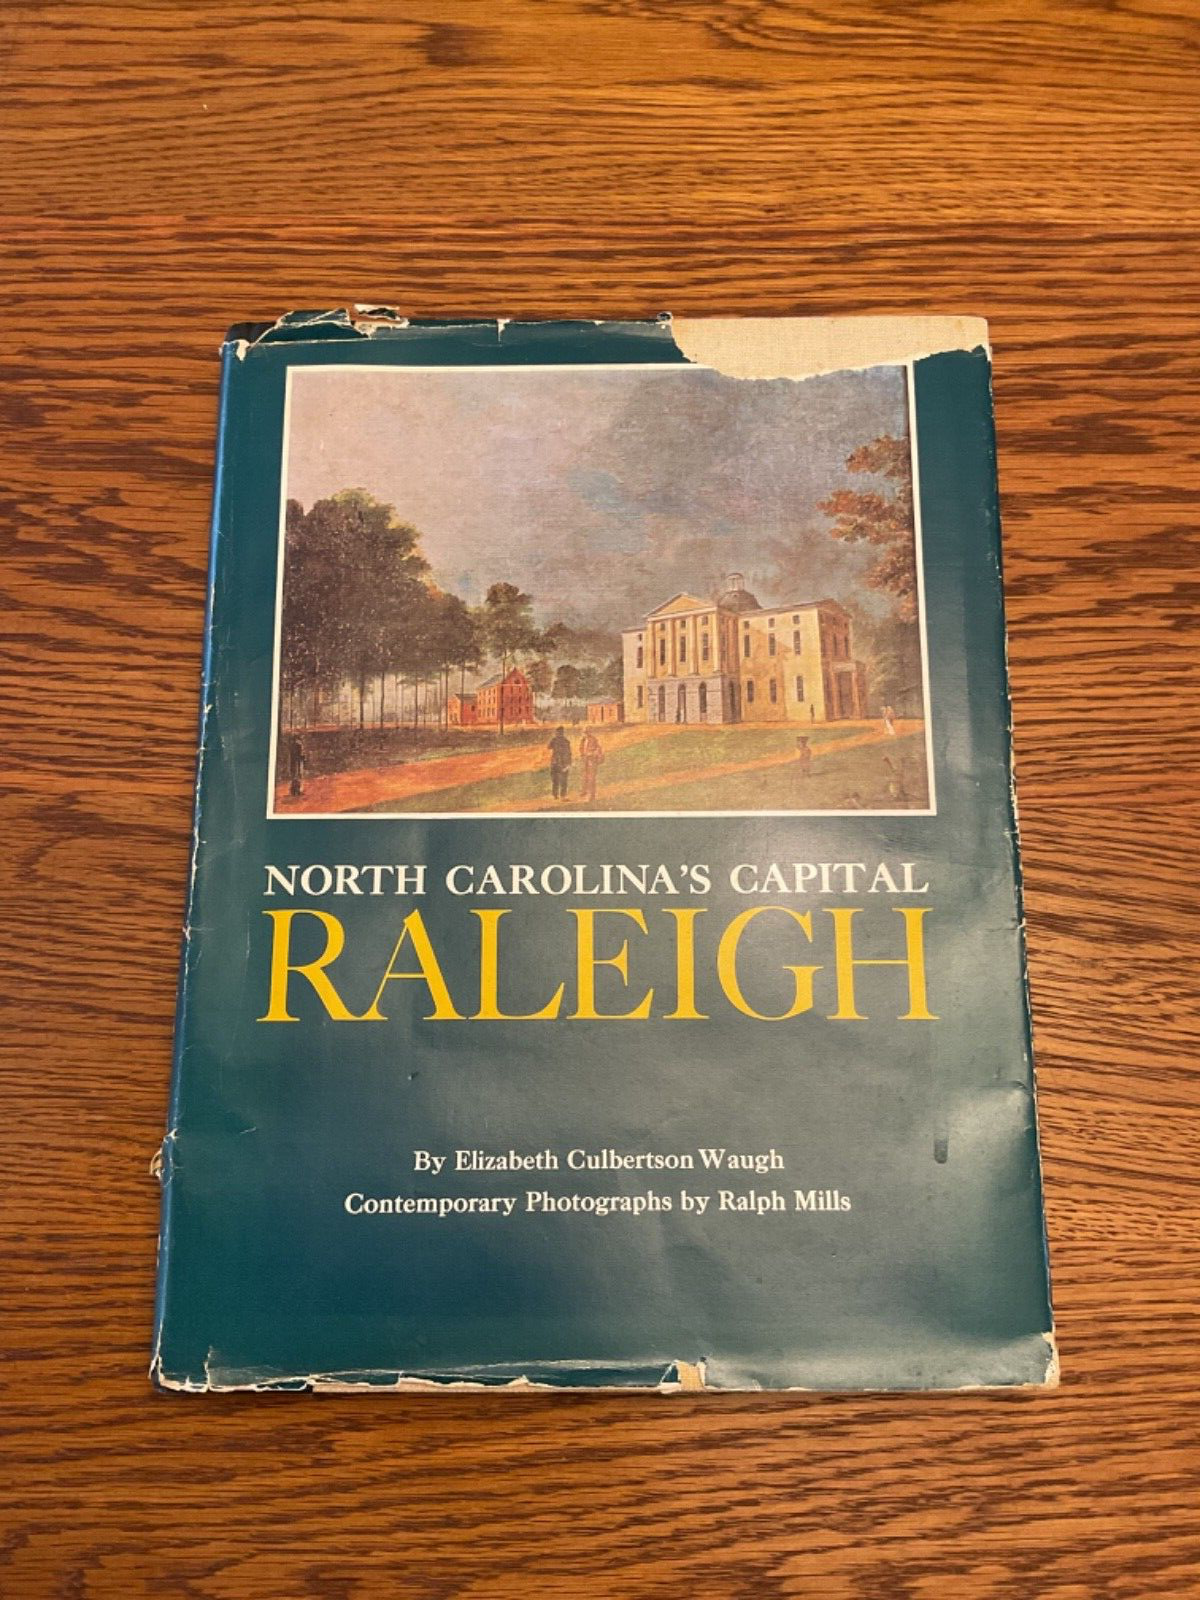 NORTH CAROLINA'S CAPITAL
RALEIGH
By Elizabeth Culbertson Waugh
Contemporary Photographs by Ralph Mills